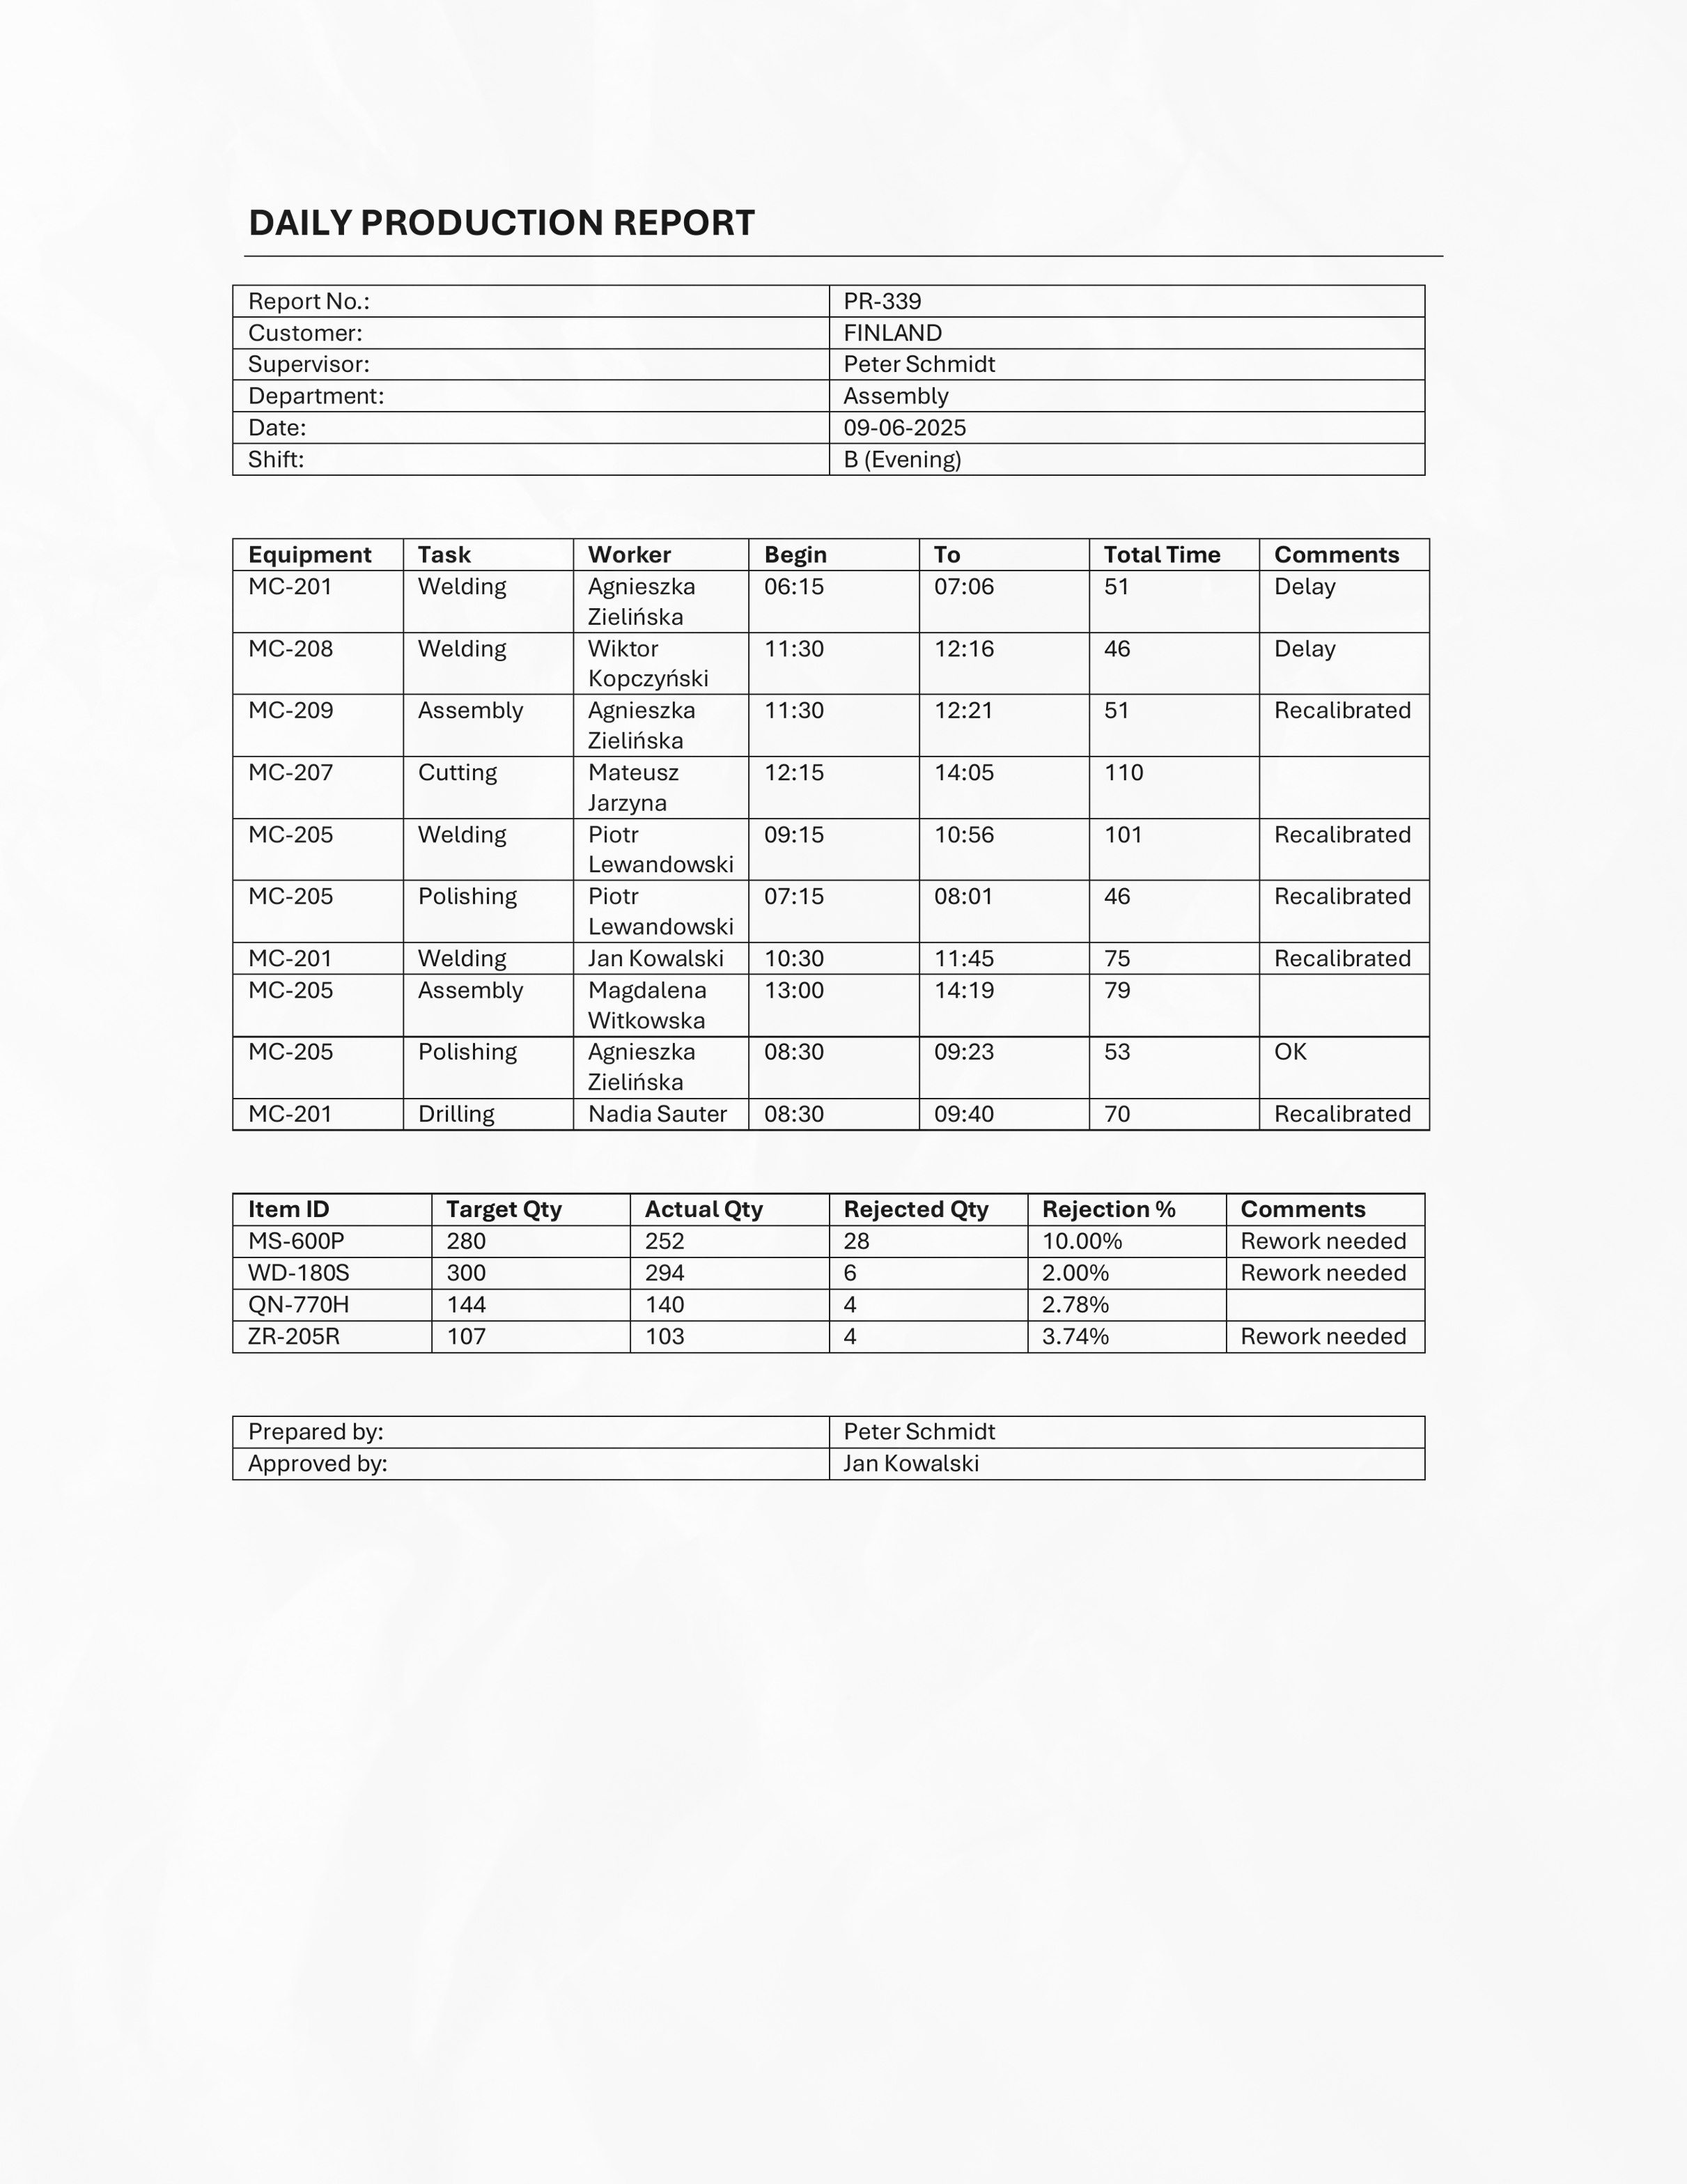 DAILY PRODUCTION REPORT
Report No.: PR-339
Customer: FINLAND
Supervisor: Peter Schmidt
Department: Assembly
Date: 09-06-2025
Shift: B (Evening)
Equipment Task Worker Begin To Total Time Comments
MC-201 Welding Agnieszka 06:15 07:06 51 Delay
Zielińska
MC-208 Welding Wiktor 11:30 12:16 46 Delay
Kopczyński
MC-209 Assembly Agnieszka 11:30 12:21 51 Recalibrated
Zielińska
MC-207 Cutting Mateusz 12:15 14:05 110
Jarzyna
MC-205 Welding Piotr 09:15 10:56 101 Recalibrated
Lewandowski
MC-205 Polishing Piotr 07:15 08:01 46 Recalibrated
Lewandowski
MC-201 Welding Jan Kowalski 10:30 11:45 75 Recalibrated
MC-205 Assembly Magdalena 13:00 14:19 79
Witkowska
MC-205 Polishing Agnieszka 08:30 09:23 53 OK
Zielińska
MC-201 Drilling Nadia Sauter 08:30 09:40 70 Recalibrated
Item ID Target Qty Actual Qty Rejected Qty Rejection % Comments
MS-600P 280 252 28 10.00% Rework needed
WD-180S 300 294 6 2.00% Rework needed
QN-770H 144 140 4 2.78%
ZR-205R 107 103 4 3.74% Rework needed
Prepared by: Peter Schmidt
Approved by: Jan Kowalski